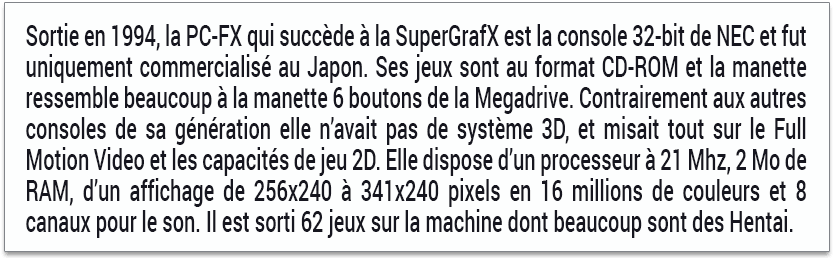 Sortie en 1994, la PC-FX qui succède à la SuperGrafX est la console 32-bit de NEC et fut
uniquement commercialisé au Japon. Ses jeux sont au format CD-ROM et la manette
ressemble beaucoup à la manette 6 boutons de la Megadrive. Contrairement aux autres
consoles de sa génération elle n’avait pas de système 3D, et misait tout sur le Full
Motion Video et les capacités de jeu 2D. Elle dispose d’un processeur à 21 Mhz, 2 Mo de
RAM, d’un affichage de 256x240 à 341x240 pixels en 16 millions de couleurs et 8
canaux pour le son. Il est sorti 62 jeux sur la machine dont beaucoup sont des Hentai.